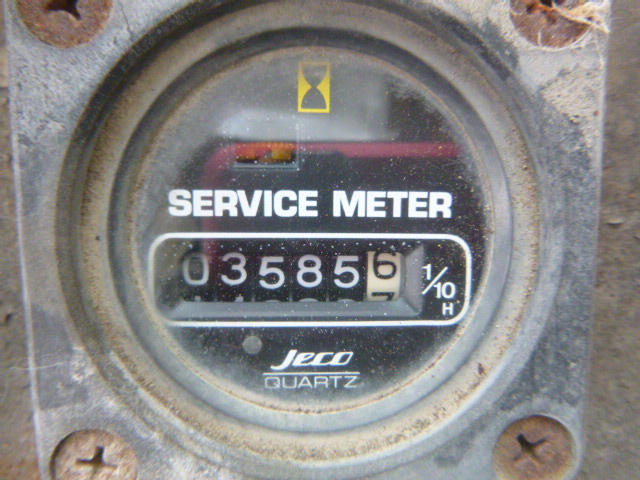 SERVICE METER
035856 1/10 H
Jeco
QUARTZ